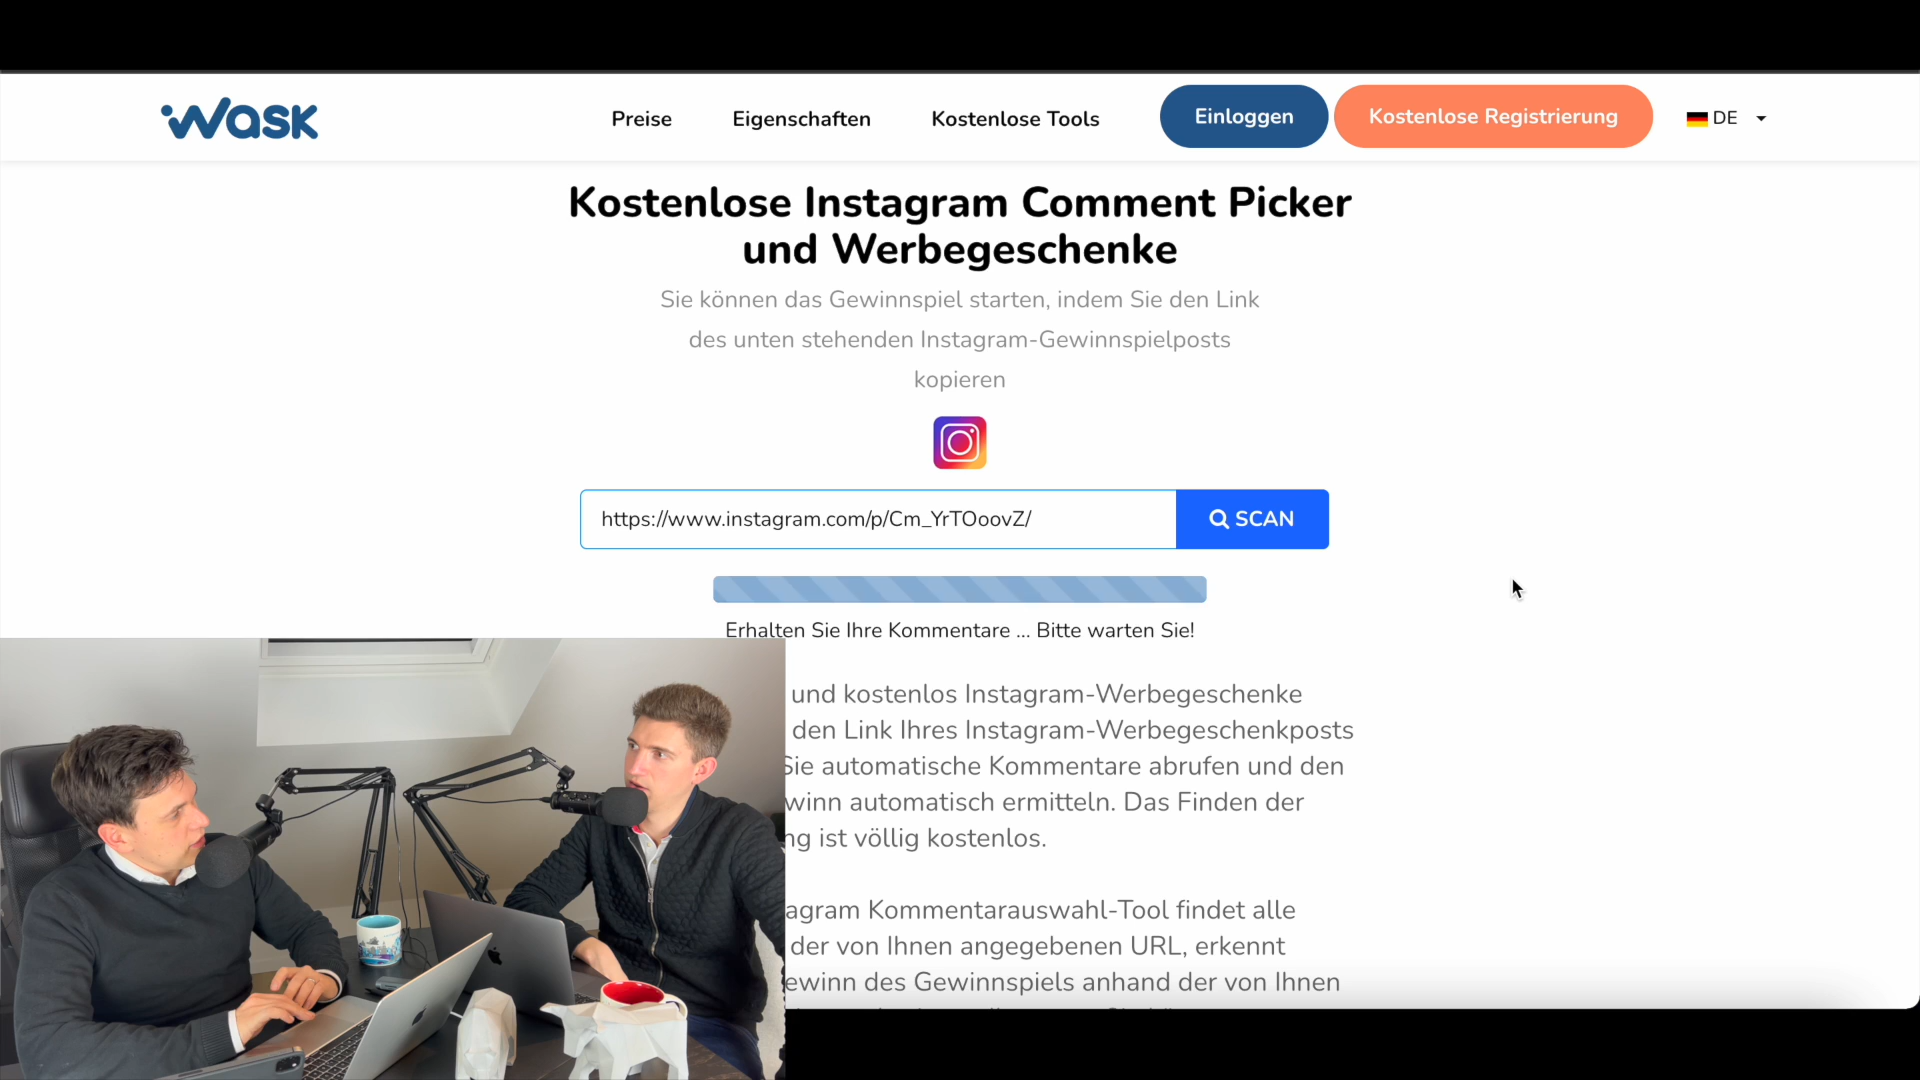 Wask
Preise
Eigenschaften
Kostenlose Tools
Einloggen
Kostenlose Registrierung
DE
Kostenlose Instagram Comment Picker
und Werbegeschenke
Sie können das Gewinnspiel starten, indem Sie den Link
des unten stehenden Instagram-Gewinnspielposts
kopieren
https://www.instagram.com/p/Cm_YrTOoovZ/
SCAN
Erhalten Sie Ihre Kommentare ... Bitte warten Sie!
und kostenlos Instagram-Werbegeschenke
den Link Ihres Instagram-Werbegeschenkposts
Sie automatische Kommentare abrufen und den
winn automatisch ermitteln. Das Finden der
ng ist völlig kostenlos.
agram Kommentarauswahl-Tool findet alle
der von Ihnen angegebenen URL, erkennt
ewinn des Gewinnspiels anhand der von Ihnen